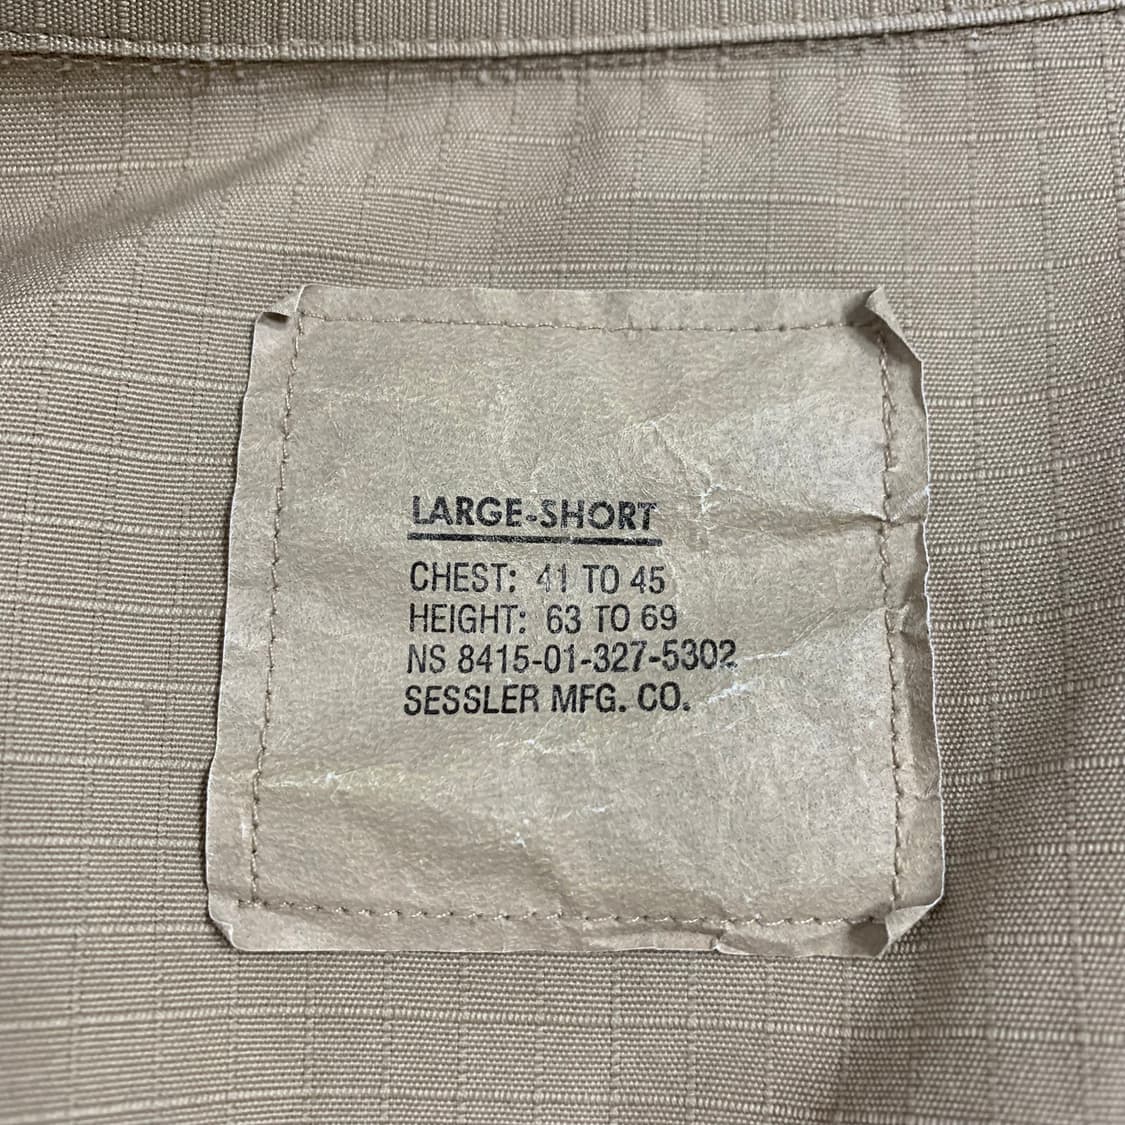 LARGE-SHORT
CHEST: 41 TO 45
HEIGHT: 63 TO 69
NS 8415-01-327-5302
SESSLER MFG. CO.